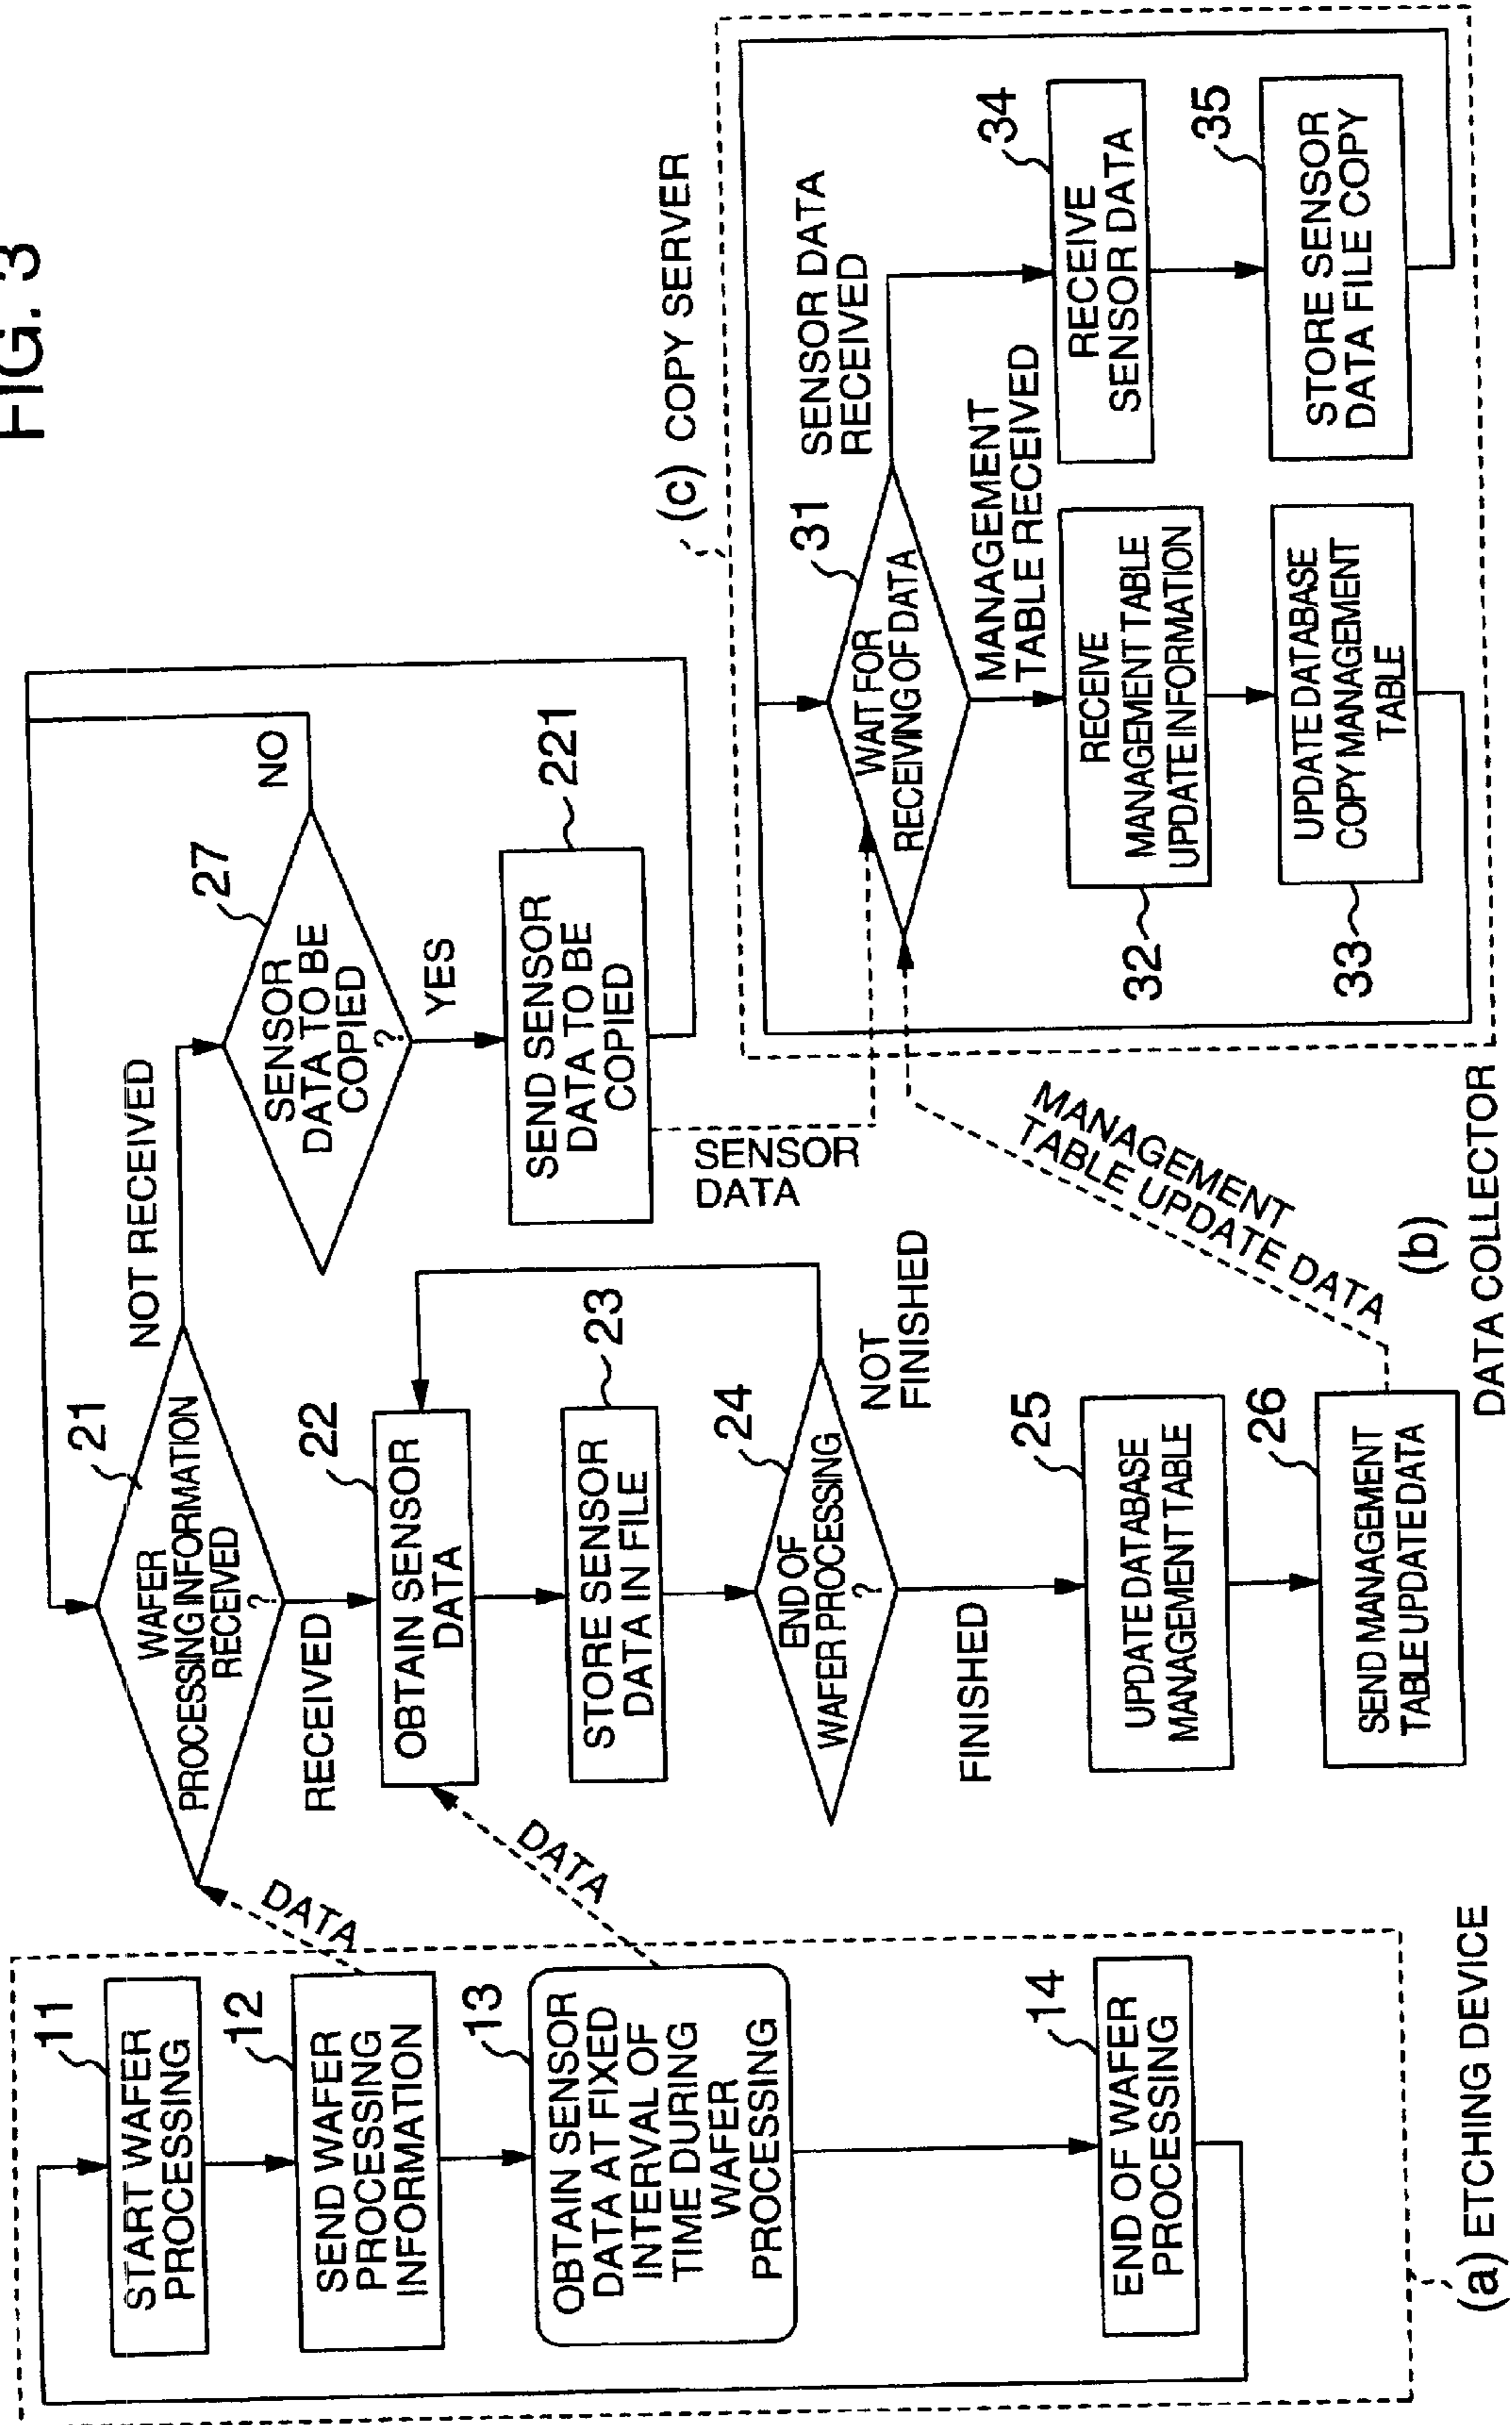 FIG. 3
11
START WAFER
PROCESSING
12
SEND WAFER
PROCESSING
INFORMATION
13
OBTAIN SENSOR
DATA AT FIXED
INTERVAL OF
TIME DURING
WAFER
PROCESSING
14
END OF WAFER
PROCESSING
(a) ETCHING DEVICE
DATA
DATA
21
WAFER
PROCESSING INFORMATION
RECEIVED
?
NOT RECEIVED
RECEIVED
22
OBTAIN SENSOR
DATA
23
STORE SENSOR
DATA IN FILE
24
END OF
WAFER PROCESSING
?
NOT
FINISHED
FINISHED
25
UPDATE DATABASE
MANAGEMENT TABLE
26
SEND MANAGEMENT
TABLE UPDATE DATA
27
SENSOR
DATA TO BE
COPIED
?
NO
YES
221
SEND SENSOR
DATA TO BE
COPIED
SENSOR
DATA
MANAGEMENT
TABLE UPDATE DATA
(b)
DATA COLLECTOR
(c) COPY SERVER
31
WAIT FOR
RECEIVING OF DATA
SENSOR DATA
RECEIVED
MANAGEMENT
TABLE RECEIVED
32
RECEIVE
MANAGEMENT TABLE
UPDATE INFORMATION
33
UPDATE DATABASE
COPY MANAGEMENT
TABLE
34
RECEIVE
SENSOR DATA
35
STORE SENSOR
DATA FILE COPY